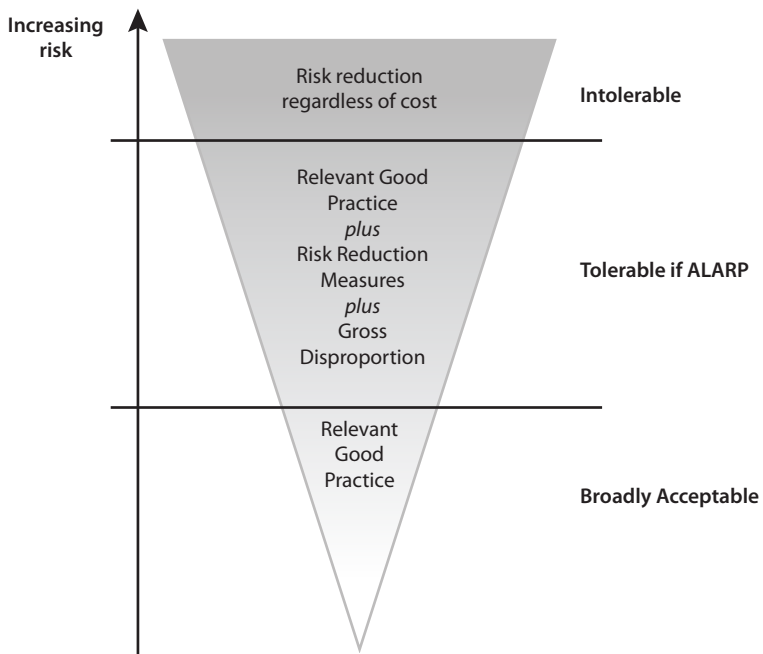 Increasing
risk
Risk reduction
regardless of cost
Intolerable
Relevant Good
Practice
plus
Risk Reduction
Measures
plus
Gross
Disproportion
Tolerable if ALARP
Relevant
Good
Practice
Broadly Acceptable